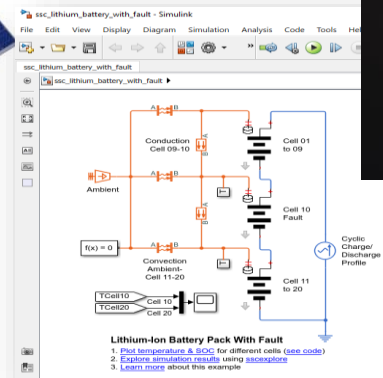 ssc_lithium_battery_with_fault - Simulink
File Edit View Display Diagram Simulation Analysis Code Tools
ssc_lithium_battery_with_fault
ssc_lithium_battery_with_fault
A B
Conduction
Cell 09-10
A
B
Cell 01
to 09
Ambient
A B
Cell 10
Fault
f(x) = 0
A B
Convection
Ambient-
Cell 11-20
Cyclic
Charge/
Discharge
Profile
Cell 11
to 20
TCell10
Cell 10
TCell20
Cell 20
Lithium-Ion Battery Pack With Fault
1. Plot temperature & SOC for different cells (see code)
2. Explore simulation results using sscexplore
3. Learn more about this example